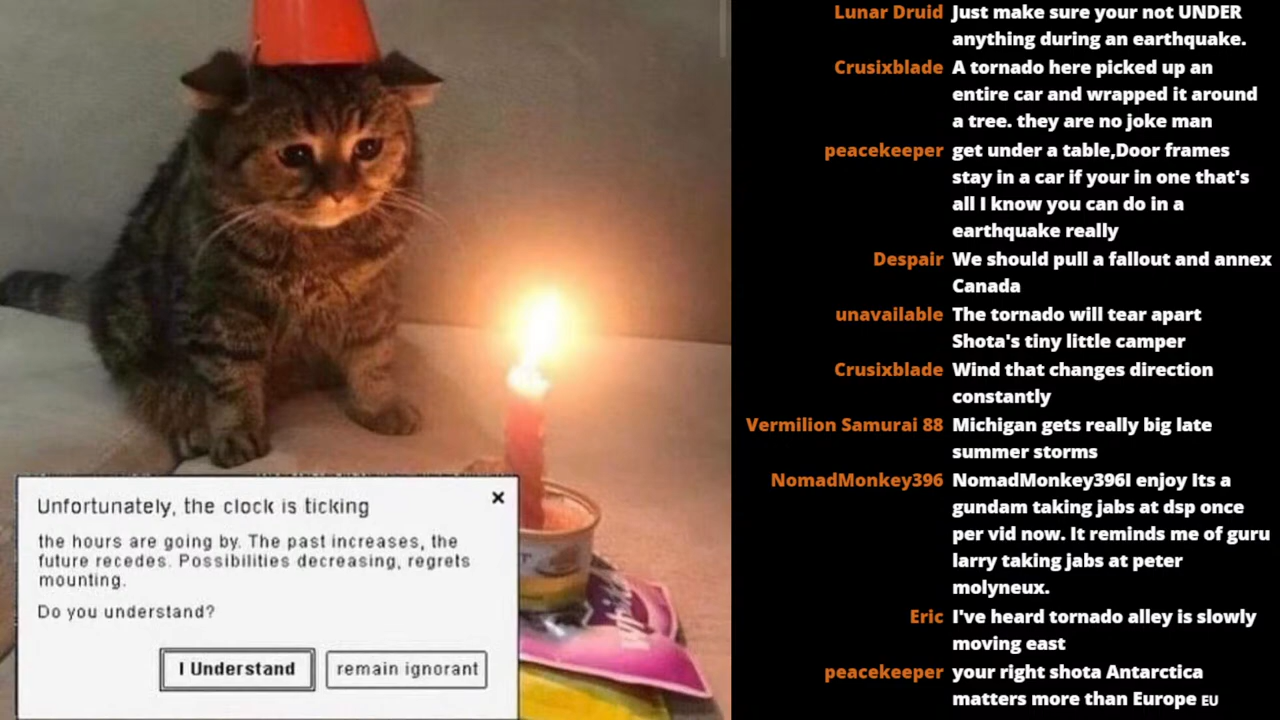 Unfortunately, the clock is ticking
the hours are going by. The past increases, the
future recedes. Possibilities decreasing, regrets
mounting.
Do you understand?
I Understand
remain ignorant
Lunar Druid Just make sure your not UNDER
anything during an earthquake.
Crusixblade A tornado here picked up an
entire car and wrapped it around
a tree. they are no joke man
peacekeeper get under a table,Door frames
stay in a car if your in one that's
all I know you can do in a
earthquake really
Despair We should pull a fallout and annex
Canada
unavailable The tornado will tear apart
Shota's tiny little camper
Crusixblade Wind that changes direction
constantly
Vermilion Samurai 88 Michigan gets really big late
summer storms
NomadMonkey396 NomadMonkey396I enjoy Its a
gundam taking jabs at dsp once
per vid now. It reminds me of guru
larry taking jabs at peter
molyneux.
Eric I've heard tornado alley is slowly
moving east
peacekeeper your right shota Antarctica
matters more than Europe EU